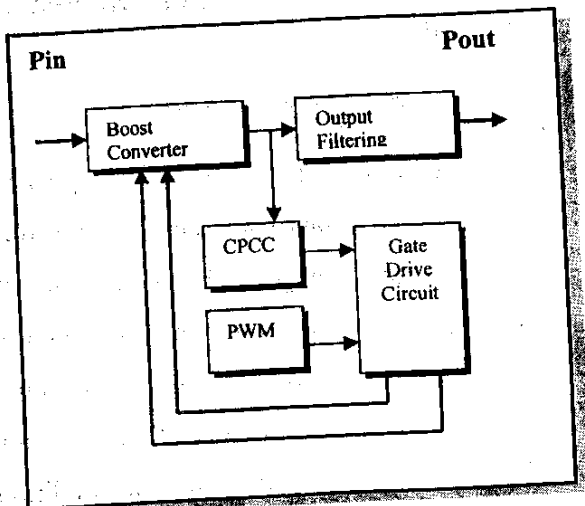 Pin
Pout
Boost
Converter
Output
Filtering
CPCC
Gate
Drive
Circuit
PWM